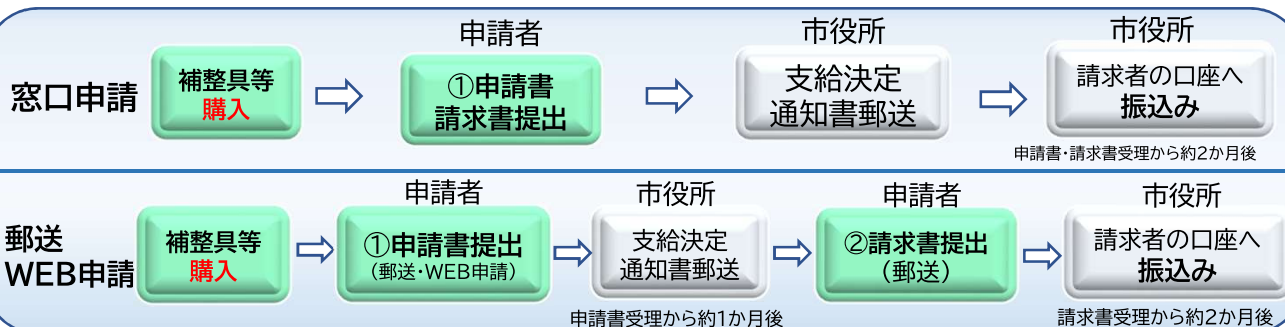 窓口申請
補整具等
購入
申請者
①申請書
請求書提出
市役所
支給決定
通知書郵送
市役所
請求者の口座へ
振込み
申請書・請求書受理から約2か月後
郵送
WEB申請
補整具等
購入
申請者
①申請書提出
（郵送・WEB申請）
市役所
支給決定
通知書郵送
申請書受理から約1か月後
申請者
②請求書提出
（郵送）
市役所
請求者の口座へ
振込み
請求書受理から約2か月後